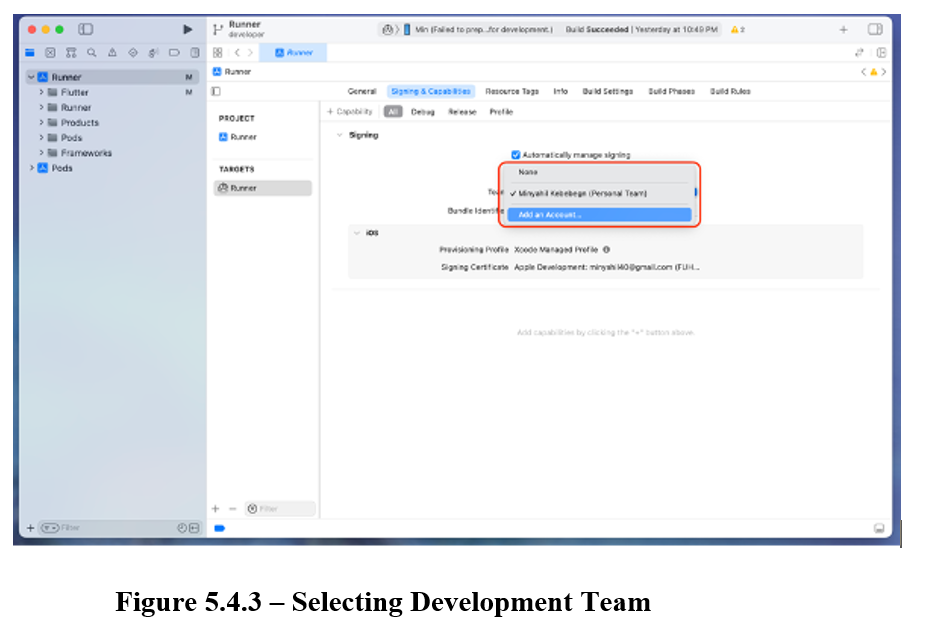 Runner
developer
Min (Failed to prep...for development.)
Build Succeeded | Yesterday at 10:49 PM
2
Runner
Runner M
Flutter M
Runner
Products
Pods
Frameworks
Pods
Runner
General Signing & Capabilities Resource Tags Info Build Settings Build Phases Build Rules
PROJECT
Runner
TARGETS
Runner
+ Capability All Debug Release Profile
Signing
Automatically manage signing
None
Minyahil Kebebege (Personal Team)
Add an Account...
Bundle Identifie
iOS
Provisioning Profile Xcode Managed Profile
Signing Certificate Apple Development: minyahil40@gmail.com (FUH...
Add capabilities by clicking the "+" button above.
Filter
Filter
Figure 5.4.3 – Selecting Development Team